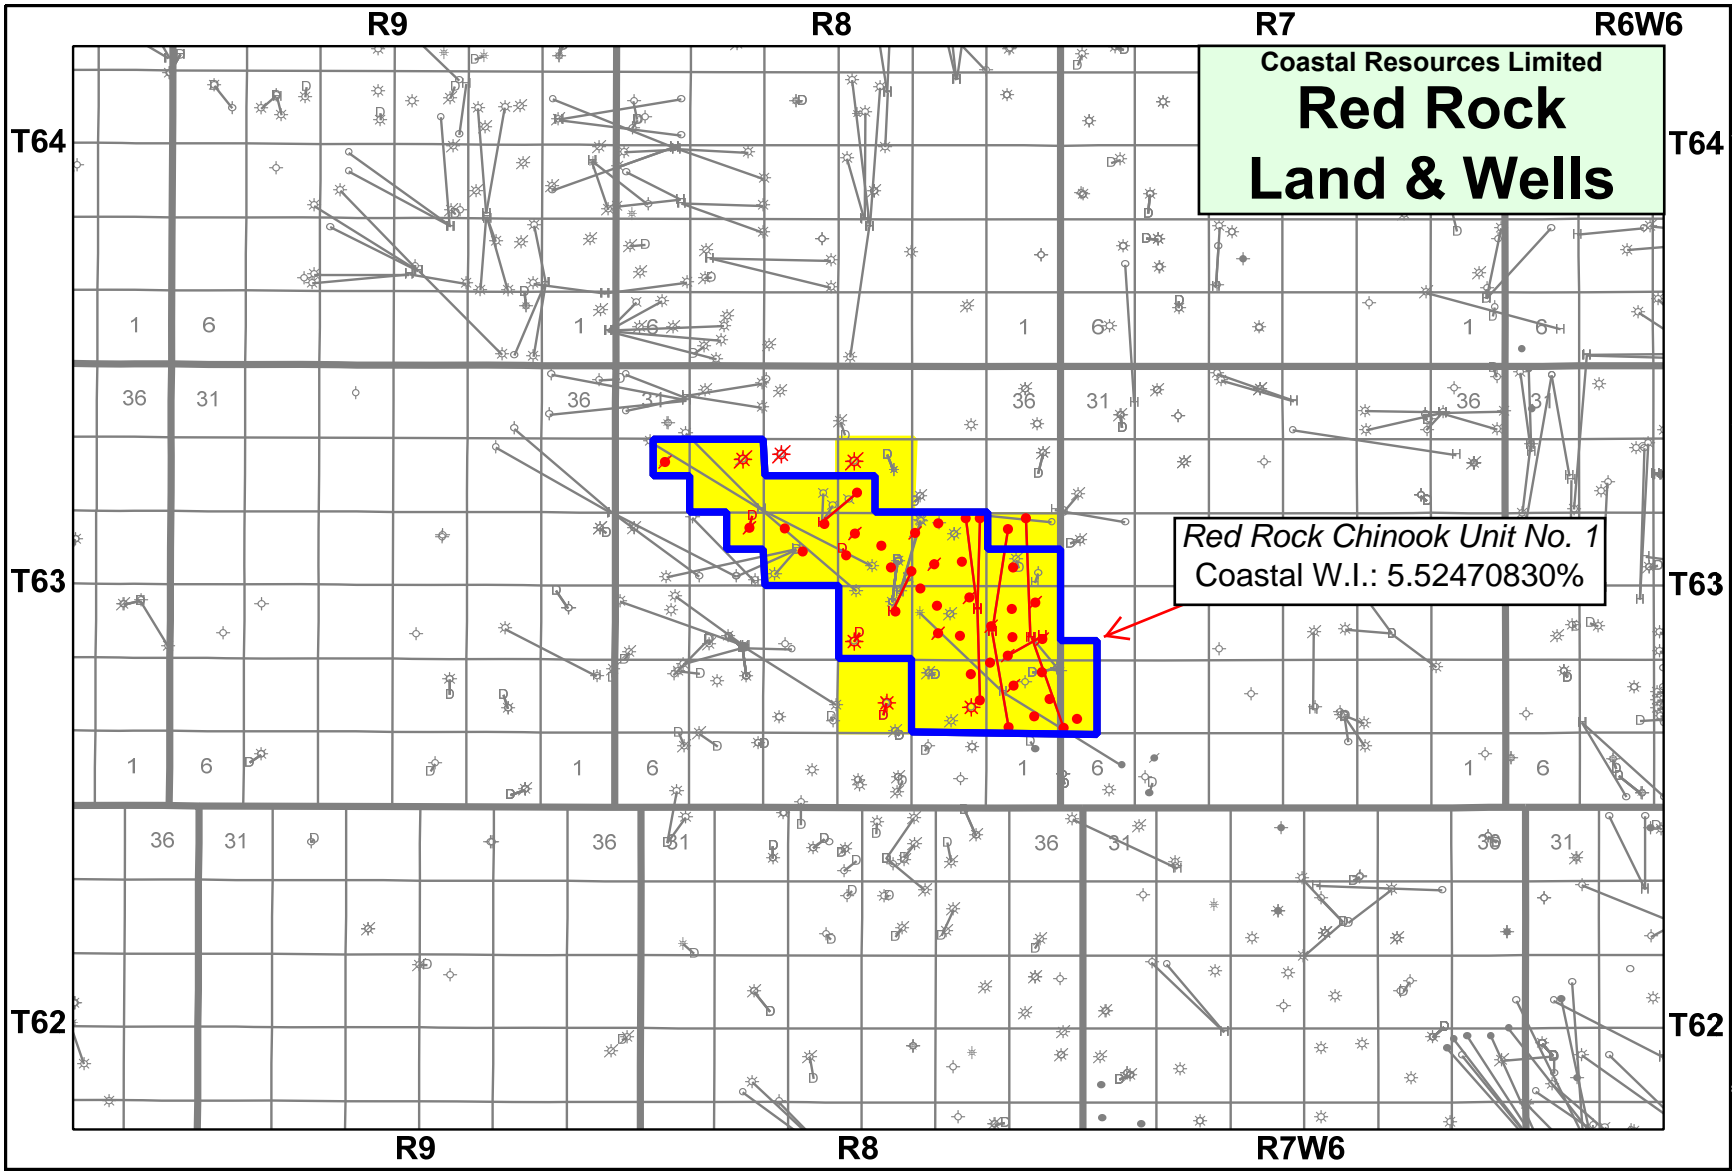 R9 R8 R7 R6W6
Coastal Resources Limited
Red Rock
Land & Wells
T64 T64
1 6 1 6 1 6 1 6
36 31 36 31 36 31 36 31
Red Rock Chinook Unit No. 1
Coastal W.I.: 5.52470830%
T63 T63
1 6 1 6 1 6 1 6
36 31 36 31 36 31 36 31
T62 T62
R9 R8 R7W6